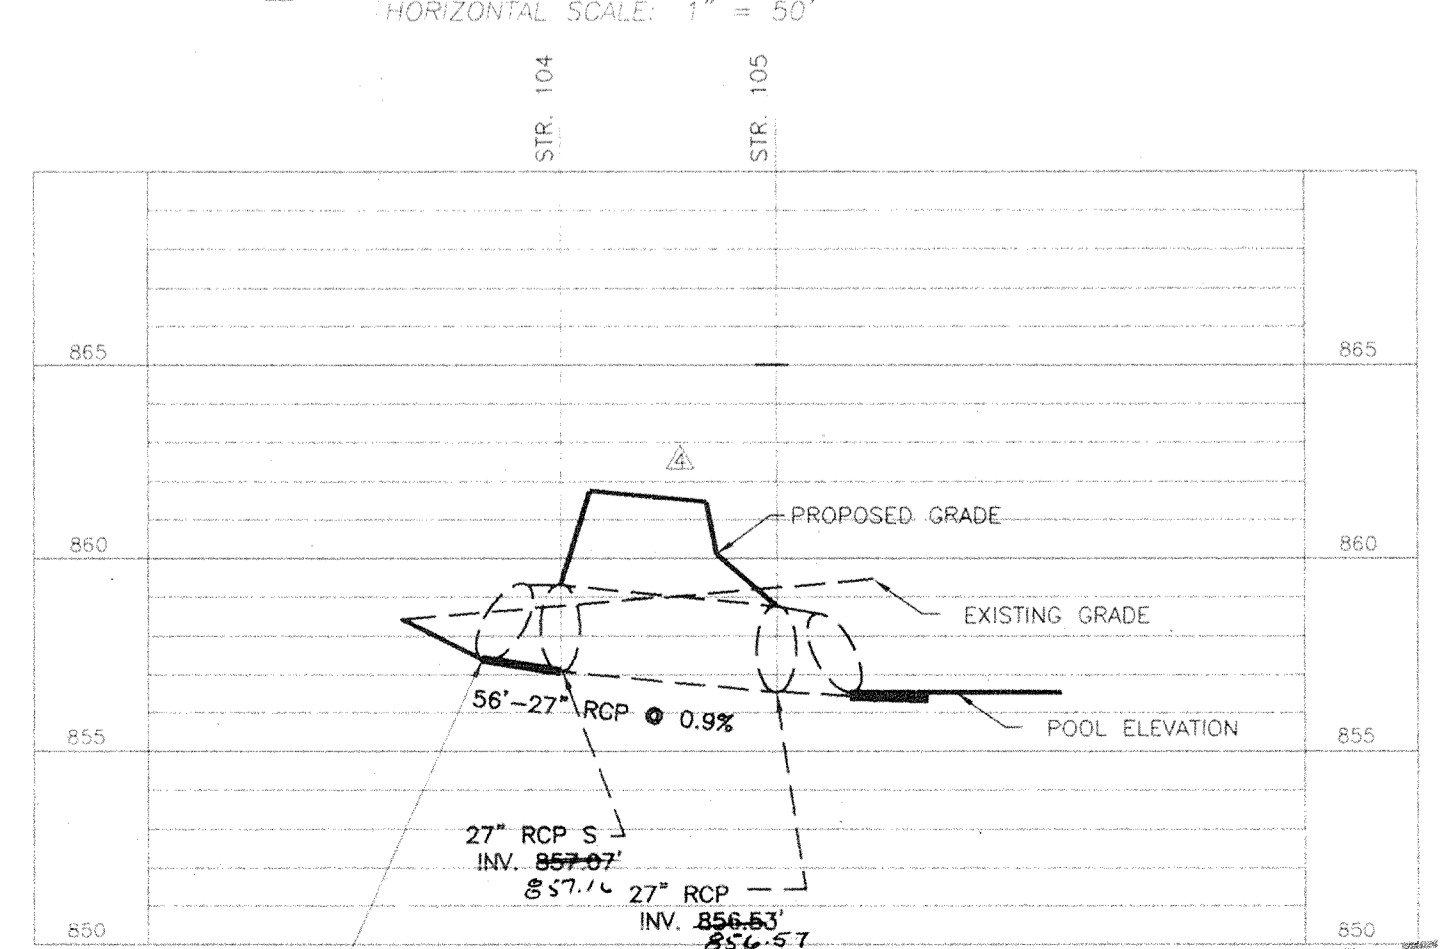 HORIZONTAL SCALE: 1" = 50'
STR. 104
STR. 105
865
865
4
PROPOSED GRADE
860
860
EXISTING GRADE
56'-27" RCP @ 0.9%
POOL ELEVATION
855
855
27" RCP S
INV. 857.07'
857.16
27" RCP
INV. 856.53'
856.57
850
850